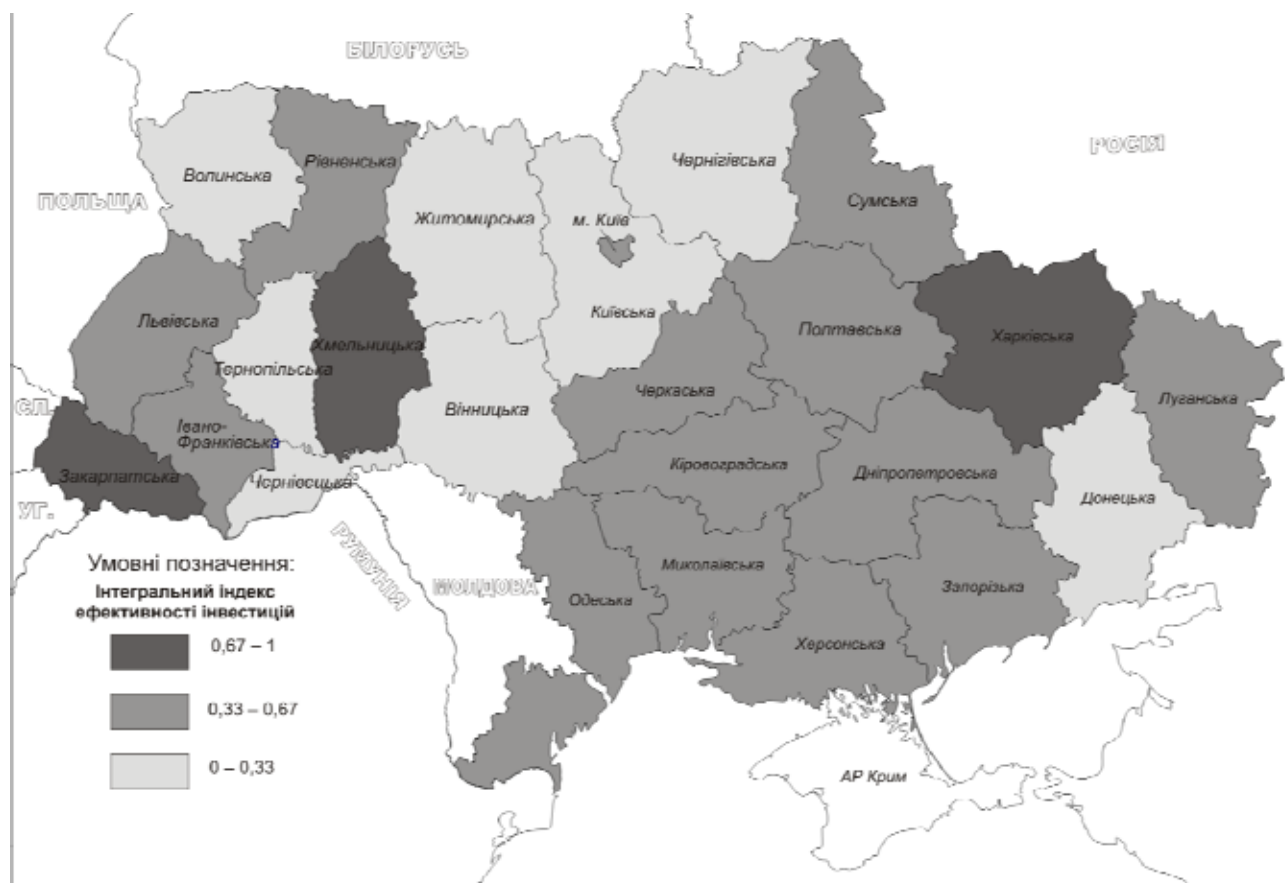 БІЛОРУСЬ
РОСІЯ
ПОЛЬЩА
Волинська
Рівненська
Житомирська
м. Київ
Чернігівська
Сумська
Львівська
Тернопільська
Хмельницька
Київська
Полтавська
Харківська
Луганська
СЛ.
Івано-
Франківська
Вінницька
Черкаська
Закарпатська
Чернівецька
Кіровоградська
Дніпропетровська
Донецька
УГ.
РУМУНІЯ
МОЛДОВА
Одеська
Миколаївська
Запорізька
Херсонська
АР Крим
Умовні позначення:
Інтегральний індекс
ефективності інвестицій
0,67 – 1
0,33 – 0,67
0 – 0,33